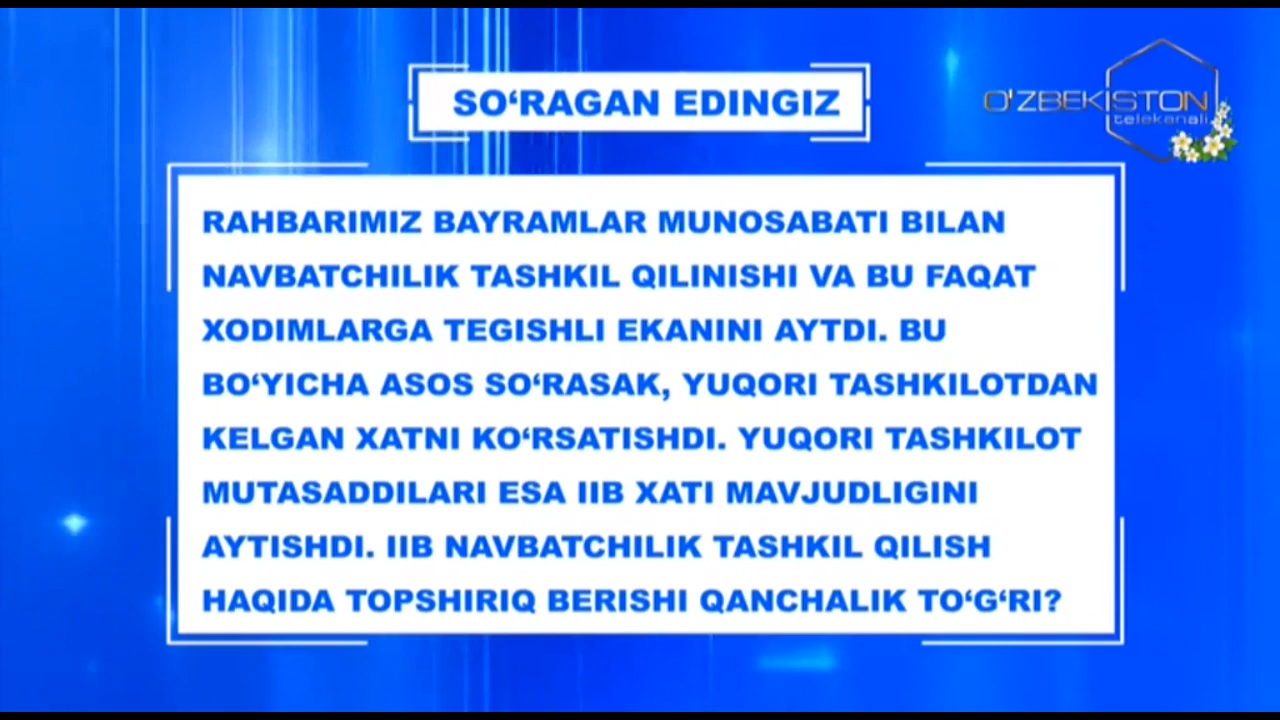 SO‘RAGAN EDINGIZ
O'ZBEKISTON
telekanali
RAHBARIMIZ BAYRAMLAR MUNOSABATI BILAN
NAVBATCHILIK TASHKIL QILINISHI VA BU FAQAT
XODIMLARGA TEGISHLI EKANINI AYTDI. BU
BO‘YICHA ASOS SO‘RASAK, YUQORI TASHKILOTDAN
KELGAN XATNI KO‘RSATISHDI. YUQORI TASHKILOT
MUTASADDILARI ESA IIB XATI MAVJUDLIGINI
AYTISHDI. IIB NAVBATCHILIK TASHKIL QILISH
HAQIDA TOPSHIRIQ BERISHI QANCHALIK TO‘G‘RI?